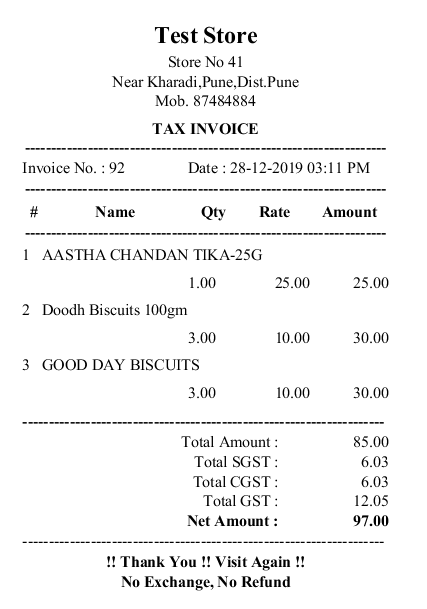 Test Store
Store No 41
Near Kharadi,Pune,Dist.Pune
Mob. 87484884
TAX INVOICE
Invoice No. : 92 Date : 28-12-2019 03:11 PM
# Name Qty Rate Amount
1 AASTHA CHANDAN TIKA-25G
1.00 25.00 25.00
2 Doodh Biscuits 100gm
3.00 10.00 30.00
3 GOOD DAY BISCUITS
3.00 10.00 30.00
Total Amount : 85.00
Total SGST : 6.03
Total CGST : 6.03
Total GST : 12.05
Net Amount : 97.00
!! Thank You !! Visit Again !!
No Exchange, No Refund